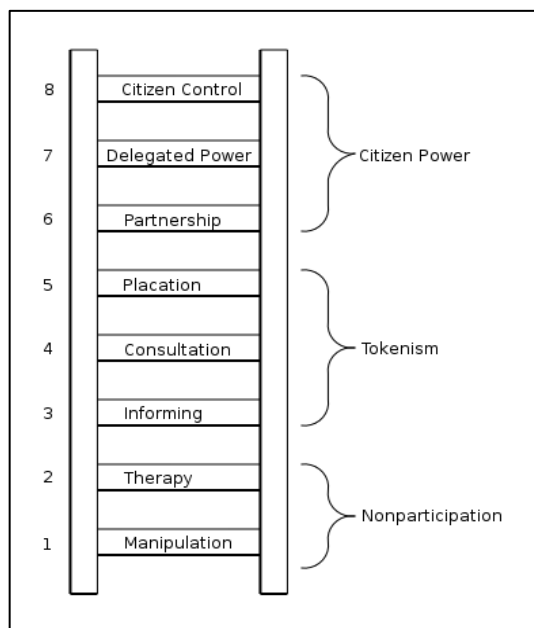 8 Citizen Control
7 Delegated Power Citizen Power
6 Partnership
5 Placation
4 Consultation Tokenism
3 Informing
2 Therapy
Nonparticipation
1 Manipulation